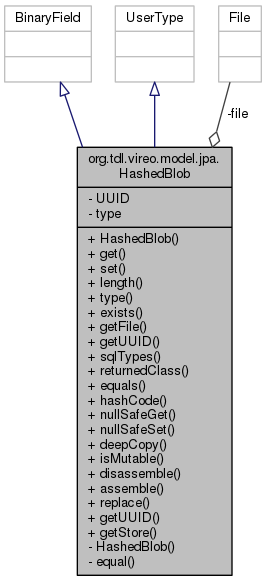 BinaryField
UserType
File
-file
org.tdl.vireo.model.jpa.
HashedBlob
- UUID
- type
+ HashedBlob()
+ get()
+ set()
+ length()
+ type()
+ exists()
+ getFile()
+ getUUID()
+ sqlTypes()
+ returnedClass()
+ equals()
+ hashCode()
+ nullSafeGet()
+ nullSafeSet()
+ deepCopy()
+ isMutable()
+ disassemble()
+ assemble()
+ replace()
+ getUUID()
+ getStore()
- HashedBlob()
- equal()